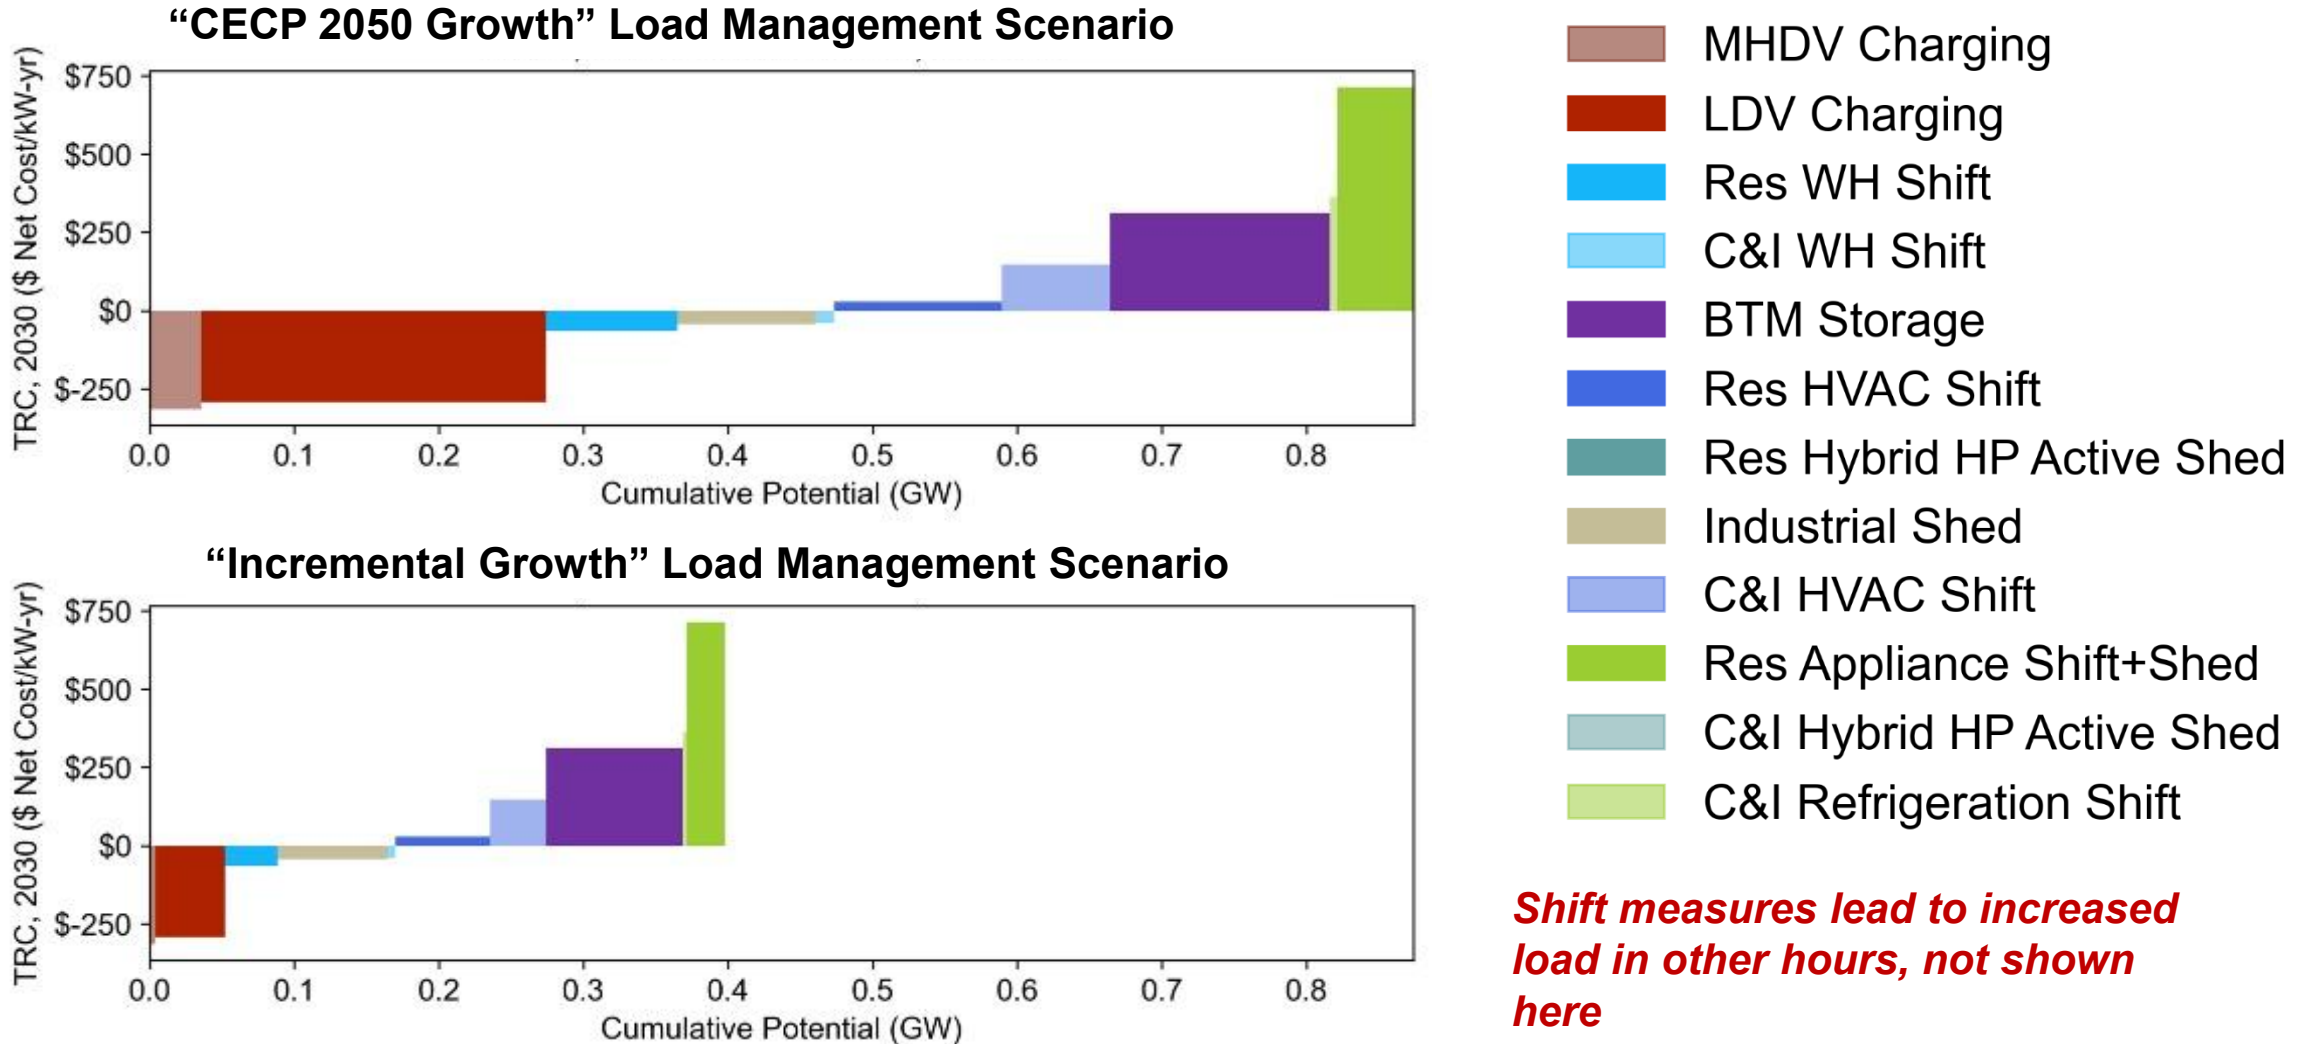 “CECP 2050 Growth” Load Management Scenario
TRC, 2030 ($ Net Cost/kW-yr)
$750
$500
$250
$0
$-250
0.0 0.1 0.2 0.3 0.4 0.5 0.6 0.7 0.8
Cumulative Potential (GW)
“Incremental Growth” Load Management Scenario
TRC, 2030 ($ Net Cost/kW-yr)
$750
$500
$250
$0
$-250
0.0 0.1 0.2 0.3 0.4 0.5 0.6 0.7 0.8
Cumulative Potential (GW)
MHDV Charging
LDV Charging
Res WH Shift
C&I WH Shift
BTM Storage
Res HVAC Shift
Res Hybrid HP Active Shed
Industrial Shed
C&I HVAC Shift
Res Appliance Shift+Shed
C&I Hybrid HP Active Shed
C&I Refrigeration Shift
Shift measures lead to increased
load in other hours, not shown
here